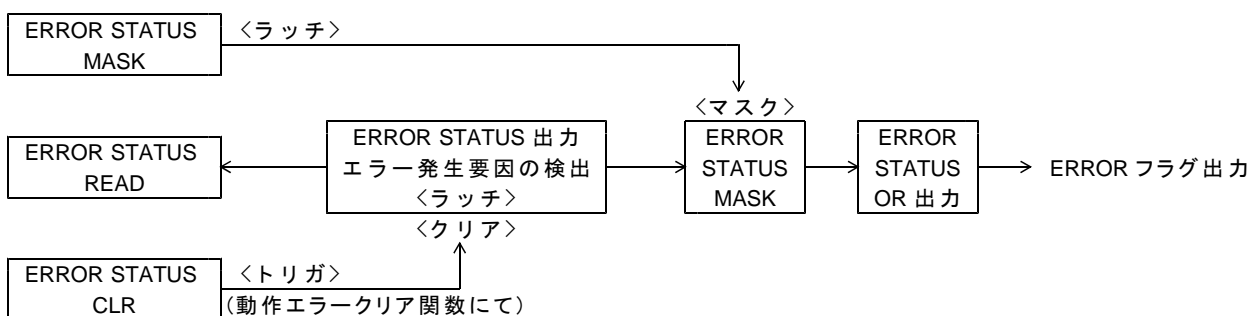 ERROR STATUS
MASK
〈ラッチ〉
〈マスク〉
ERROR STATUS
READ
ERROR STATUS 出力
エラー発生要因の検出
〈ラッチ〉
ERROR
STATUS
MASK
ERROR
STATUS
OR 出力
ERROR フラグ出力
〈クリア〉
ERROR STATUS
CLR
〈トリガ〉
(動作エラークリア関数にて)